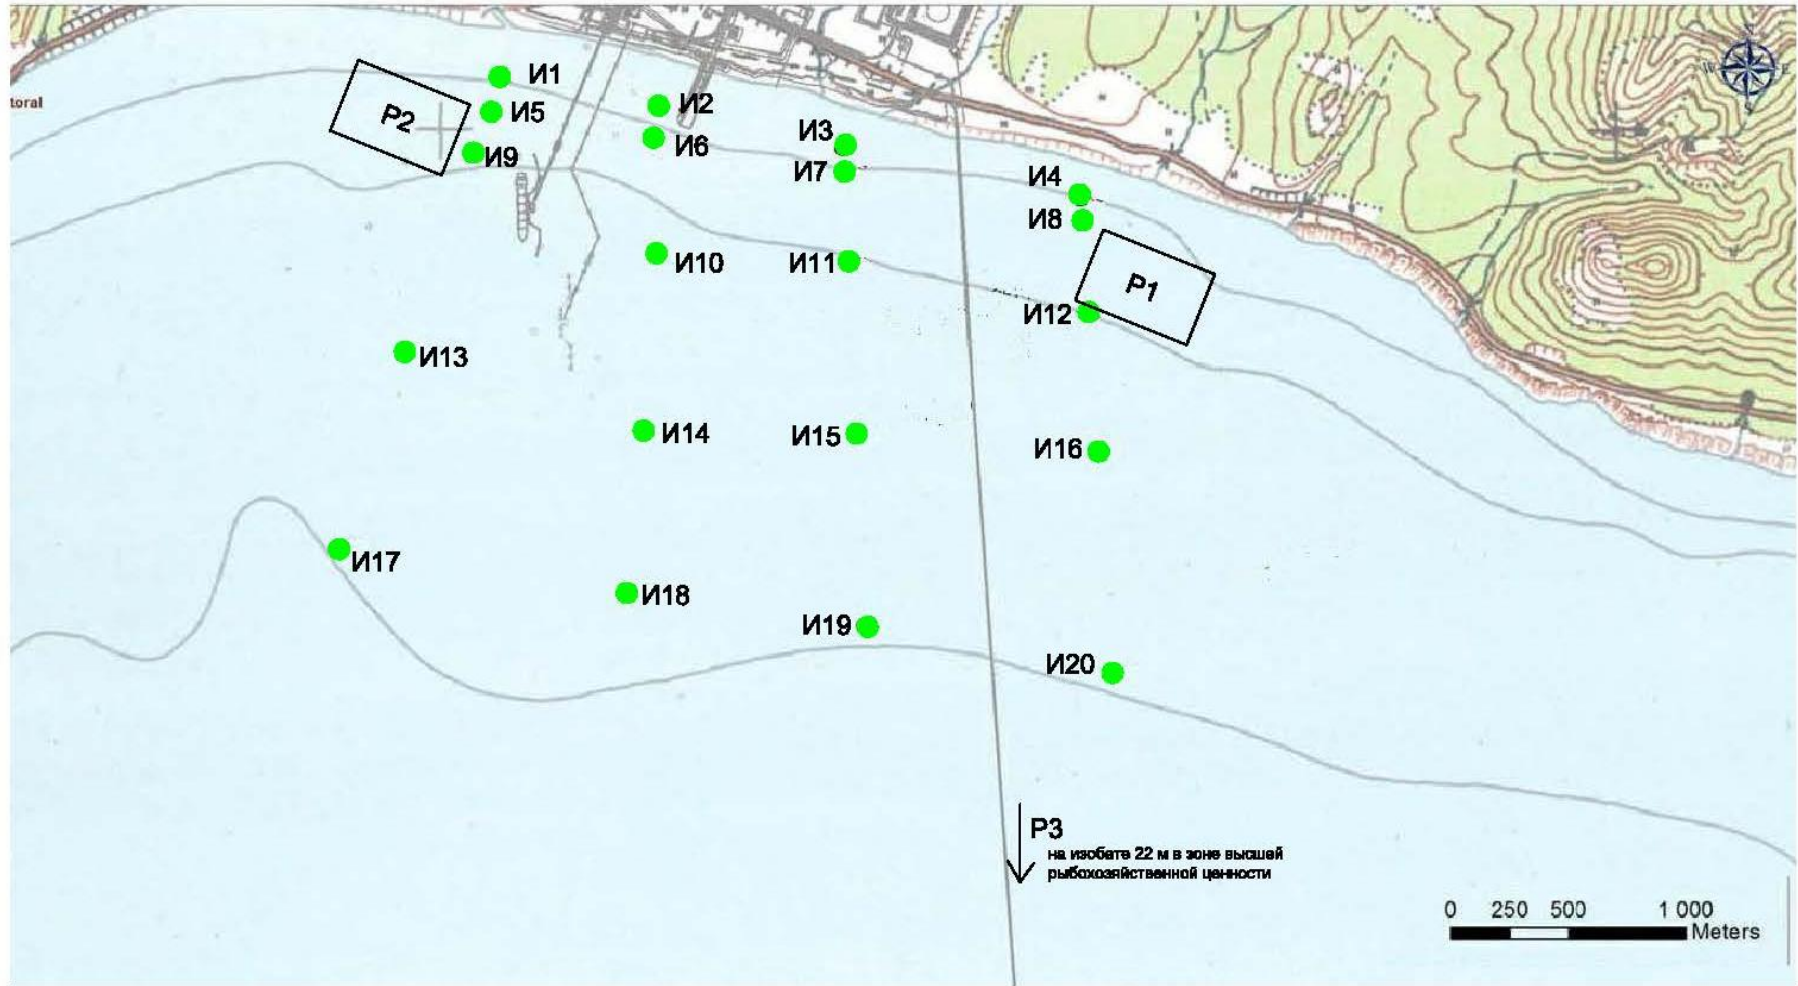 N
W
E
S
toral
И1
И5
P2
И9
И2
И6
И3
И7
И4
И8
И10
И11
P1
И12
И13
И14
И15
И16
И17
И18
И19
И20
P3
на изобате 22 м в зоне высшей
рыбохозяйственной ценности
0 250 500 1 000
Meters